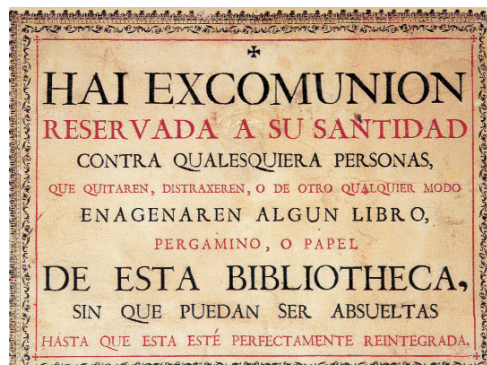 HAI EXCOMUNION
RESERVADA A SU SANTIDAD
CONTRA QUALESQUIERA PERSONAS,
QUE QUITAREN, DISTRAXEREN, O DE OTRO QUALQUIER MODO
ENAGENAREN ALGUN LIBRO,
PERGAMINO, O PAPEL
DE ESTA BIBLIOTHECA,
SIN QUE PUEDAN SER ABSUELTAS
HASTA QUE ESTA ESTÉ PERFECTAMENTE REINTEGRADA.